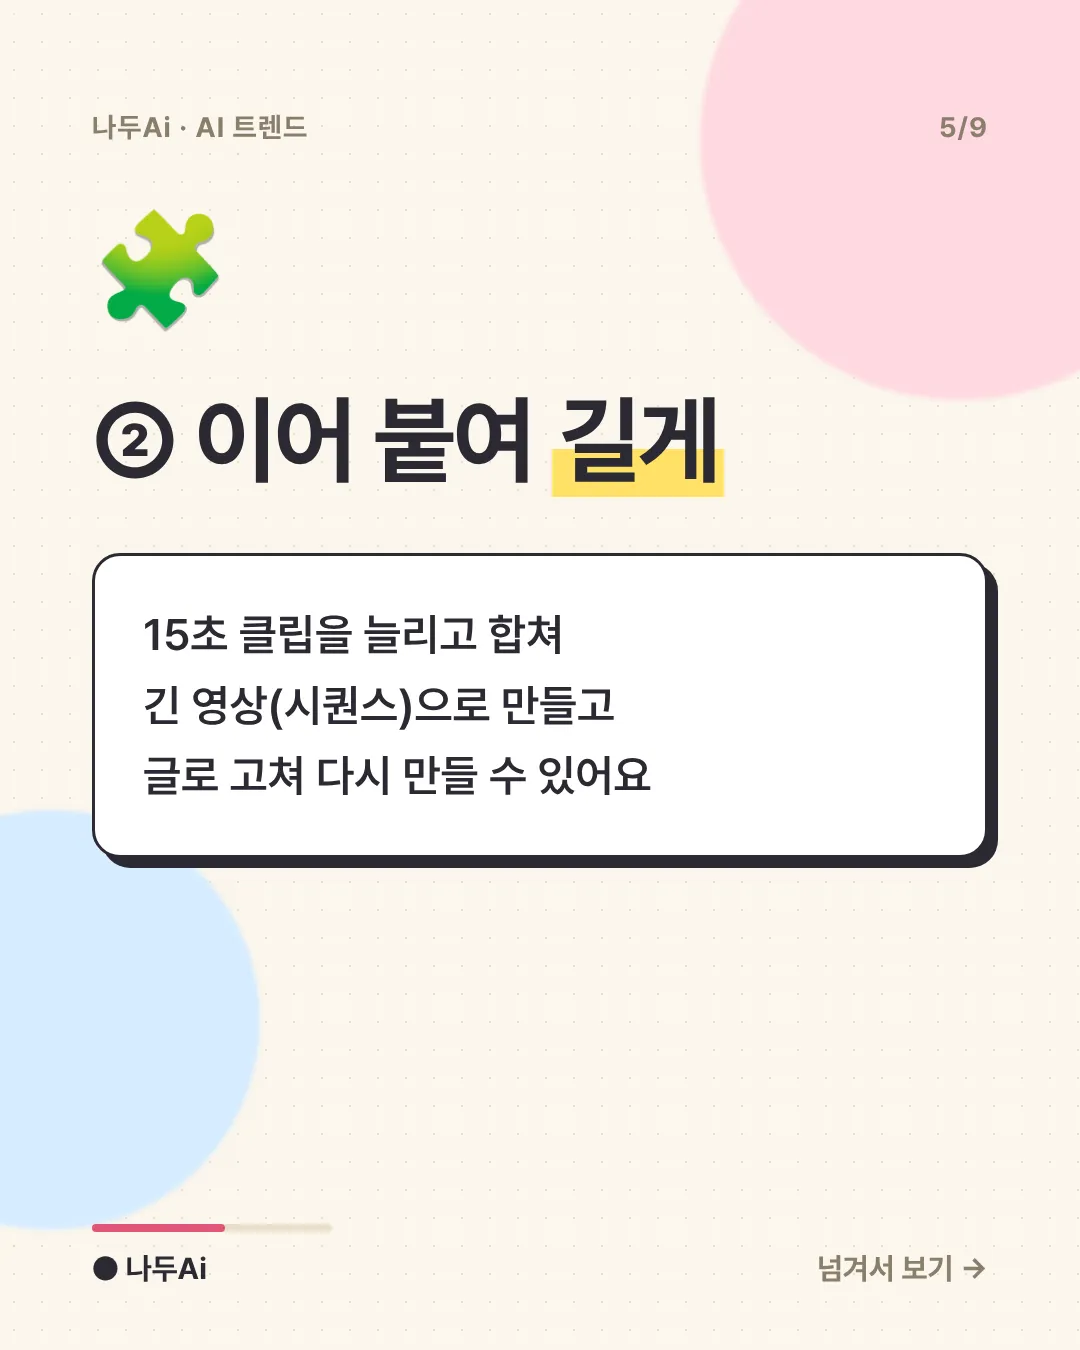 나두Ai · AI 트렌드
5/9
② 이어 붙여 길게
15초 클립을 늘리고 합쳐
긴 영상(시퀀스)으로 만들고
글로 고쳐 다시 만들 수 있어요
나두Ai
넘겨서 보기 →